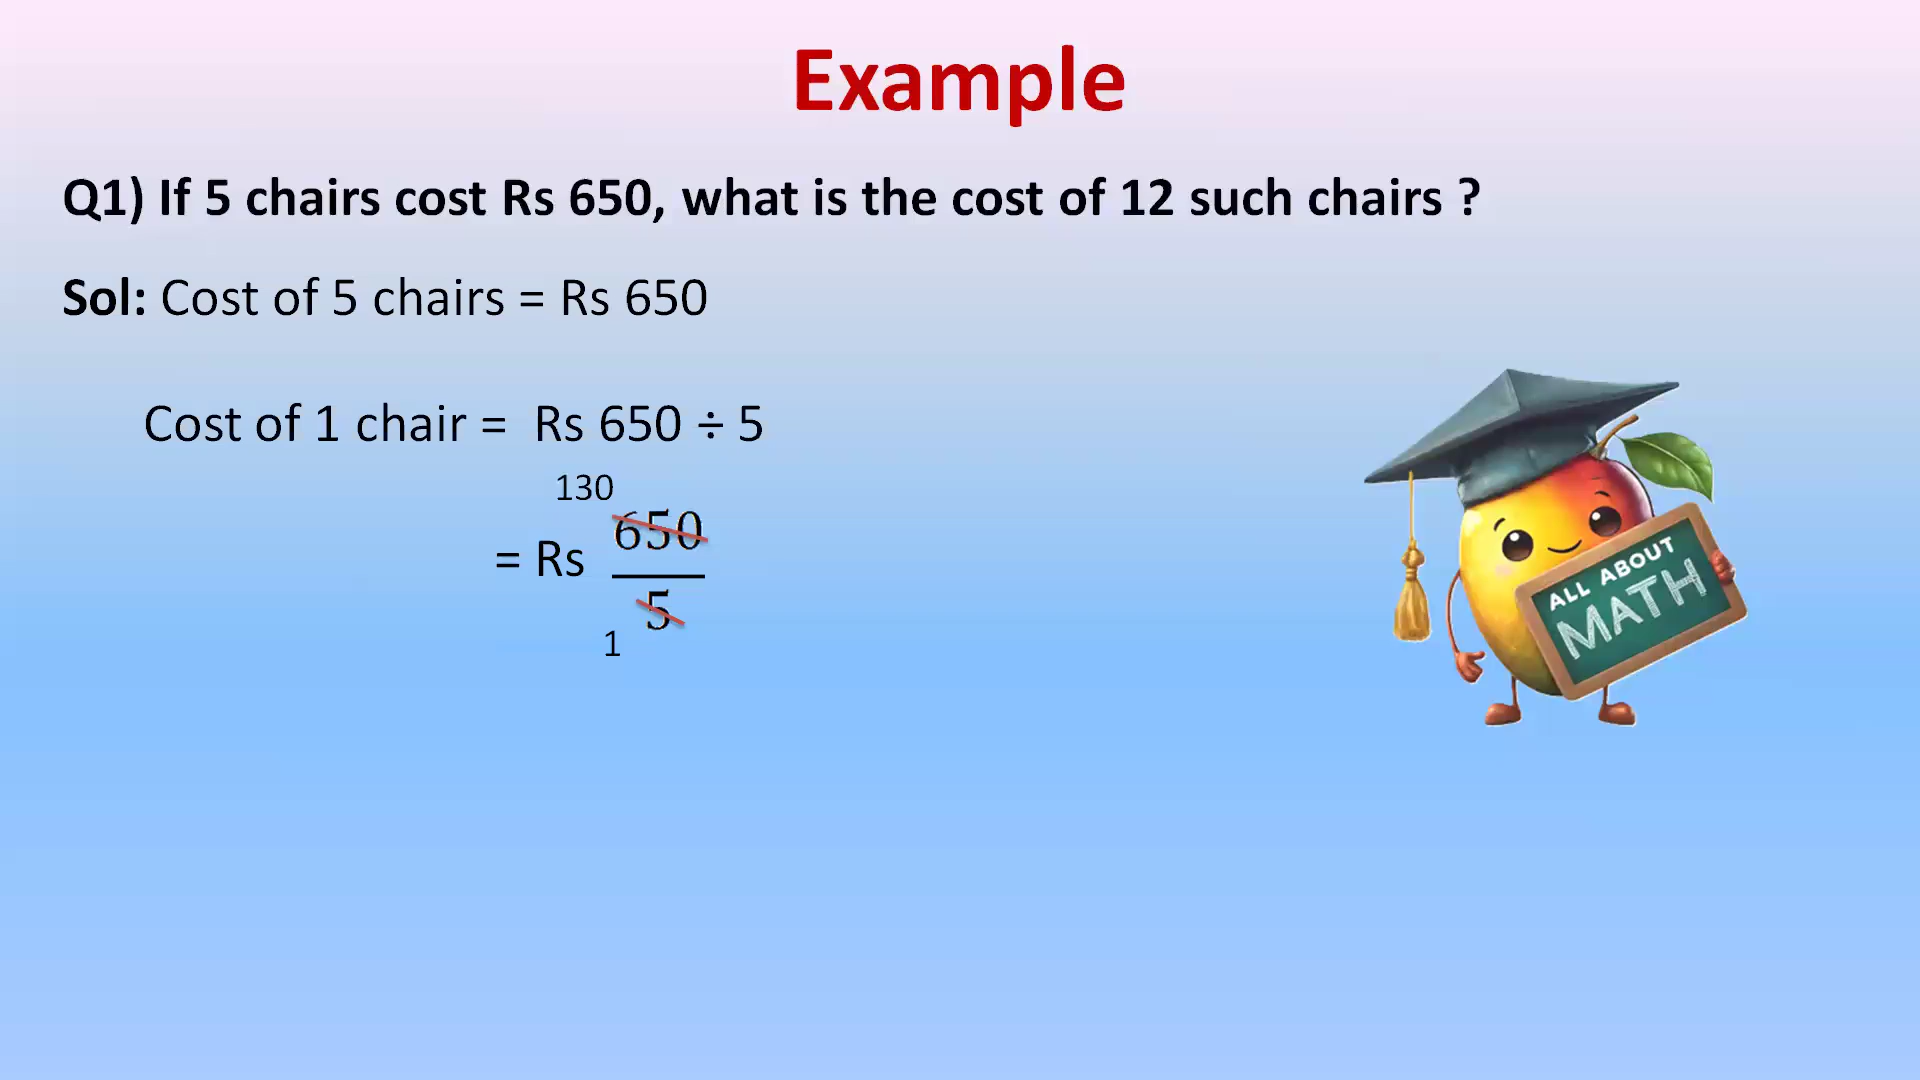 Example
Q1) If 5 chairs cost Rs 650, what is the cost of 12 such chairs ?
Sol: Cost of 5 chairs = Rs 650
Cost of 1 chair = Rs 650 ÷ 5
130
650
= Rs
5
1
ALL ABOUT
MATH